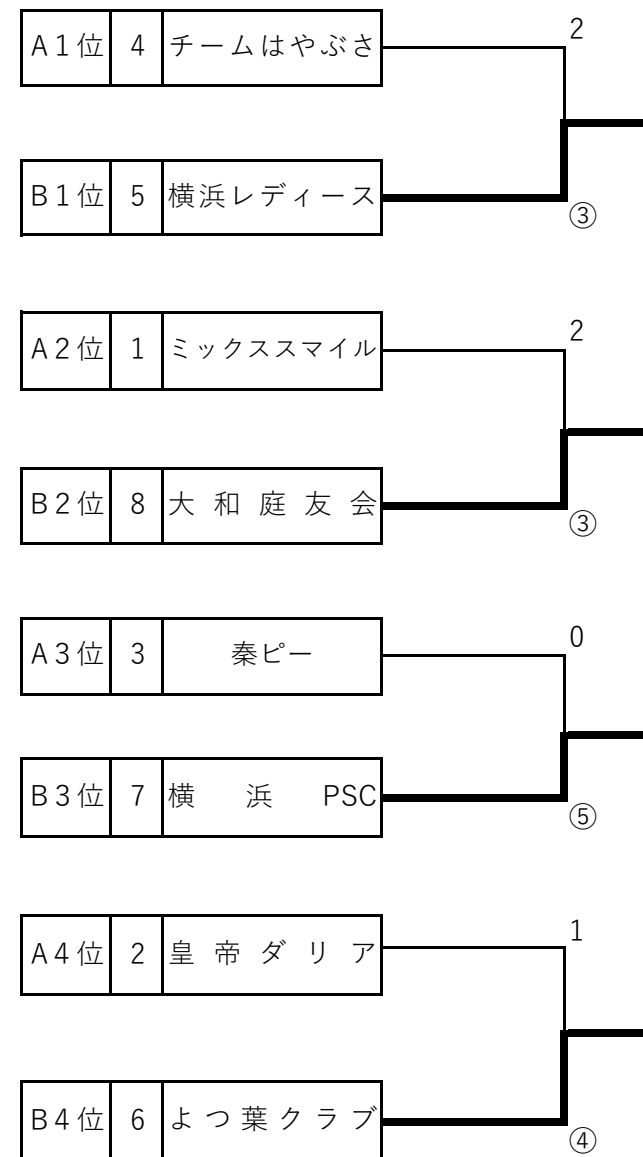 2
A1位 4 チームはやぶさ
B1位 5 横浜レディース
③
2
A2位 1 ミックススマイル
B2位 8 大和庭友会
③
0
A3位 3 秦ピー
B3位 7 横浜 PSC
⑤
1
A4位 2 皇帝ダリア
B4位 6 よつ葉クラブ
④